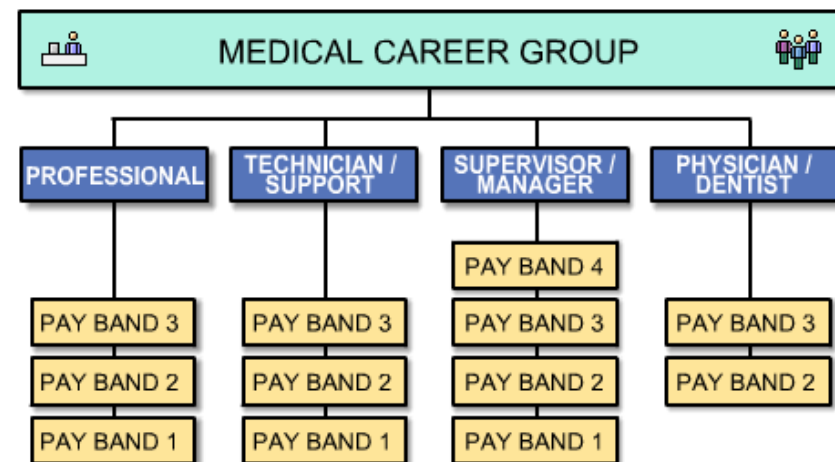 MEDICAL CAREER GROUP
PROFESSIONAL
TECHNICIAN /
SUPPORT
SUPERVISOR /
MANAGER
PHYSICIAN /
DENTIST
PAY BAND 4
PAY BAND 3
PAY BAND 3
PAY BAND 3
PAY BAND 3
PAY BAND 2
PAY BAND 2
PAY BAND 2
PAY BAND 2
PAY BAND 1
PAY BAND 1
PAY BAND 1